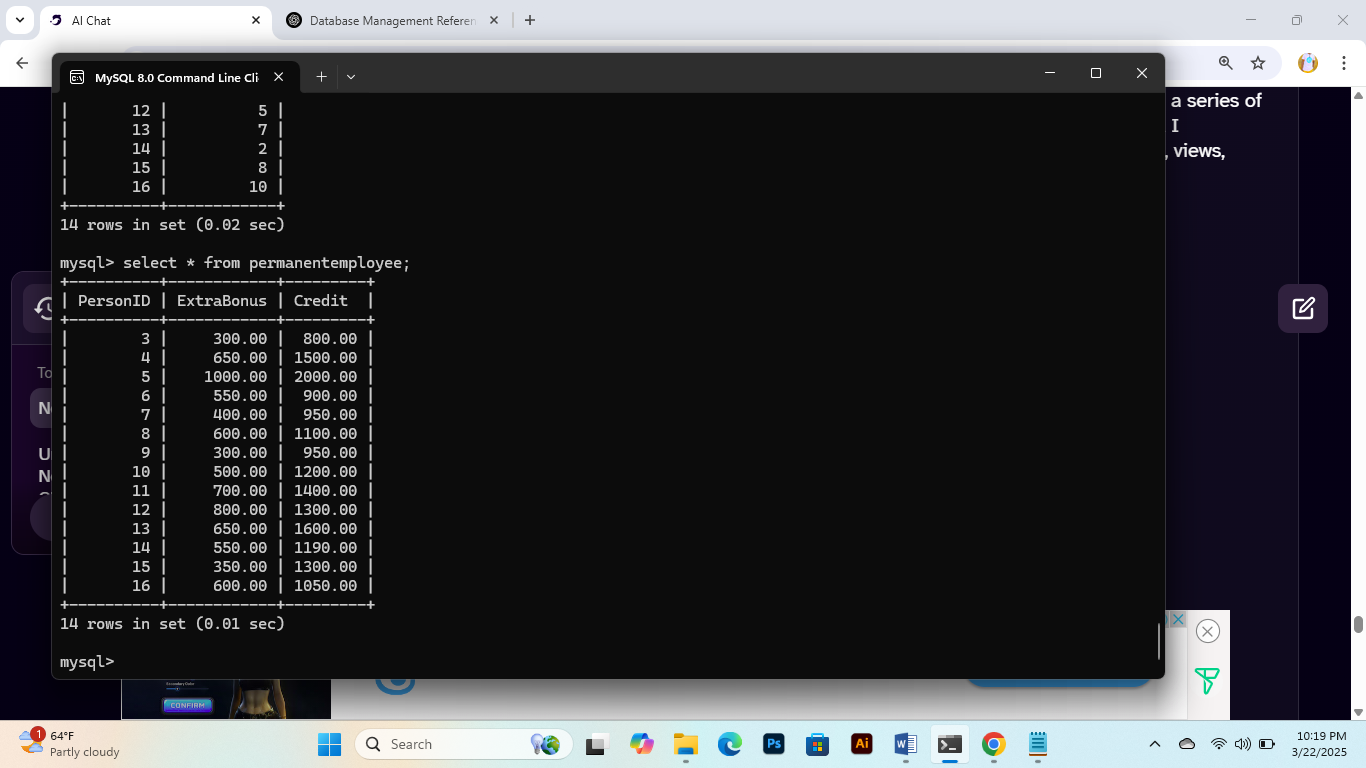 AI Chat
Database Management Referen
MySQL 8.0 Command Line Cli
a series of
I
, views,
| 12 | 5 |
| 13 | 7 |
| 14 | 2 |
| 15 | 8 |
| 16 | 10 |
+----------+------------+
14 rows in set (0.02 sec)
mysql> select * from permanentemployee;
+----------+------------+---------+
| PersonID | ExtraBonus | Credit |
+----------+------------+---------+
| 3 | 300.00 | 800.00 |
| 4 | 650.00 | 1500.00 |
| 5 | 1000.00 | 2000.00 |
| 6 | 550.00 | 900.00 |
| 7 | 400.00 | 950.00 |
| 8 | 600.00 | 1100.00 |
| 9 | 300.00 | 950.00 |
| 10 | 500.00 | 1200.00 |
| 11 | 700.00 | 1400.00 |
| 12 | 800.00 | 1300.00 |
| 13 | 650.00 | 1600.00 |
| 14 | 550.00 | 1190.00 |
| 15 | 350.00 | 1300.00 |
| 16 | 600.00 | 1050.00 |
+----------+------------+---------+
14 rows in set (0.01 sec)
mysql>
To
CONFIRM
1
64°F
Partly cloudy
Search
Ps
Ai
W
10:19 PM
3/22/2025